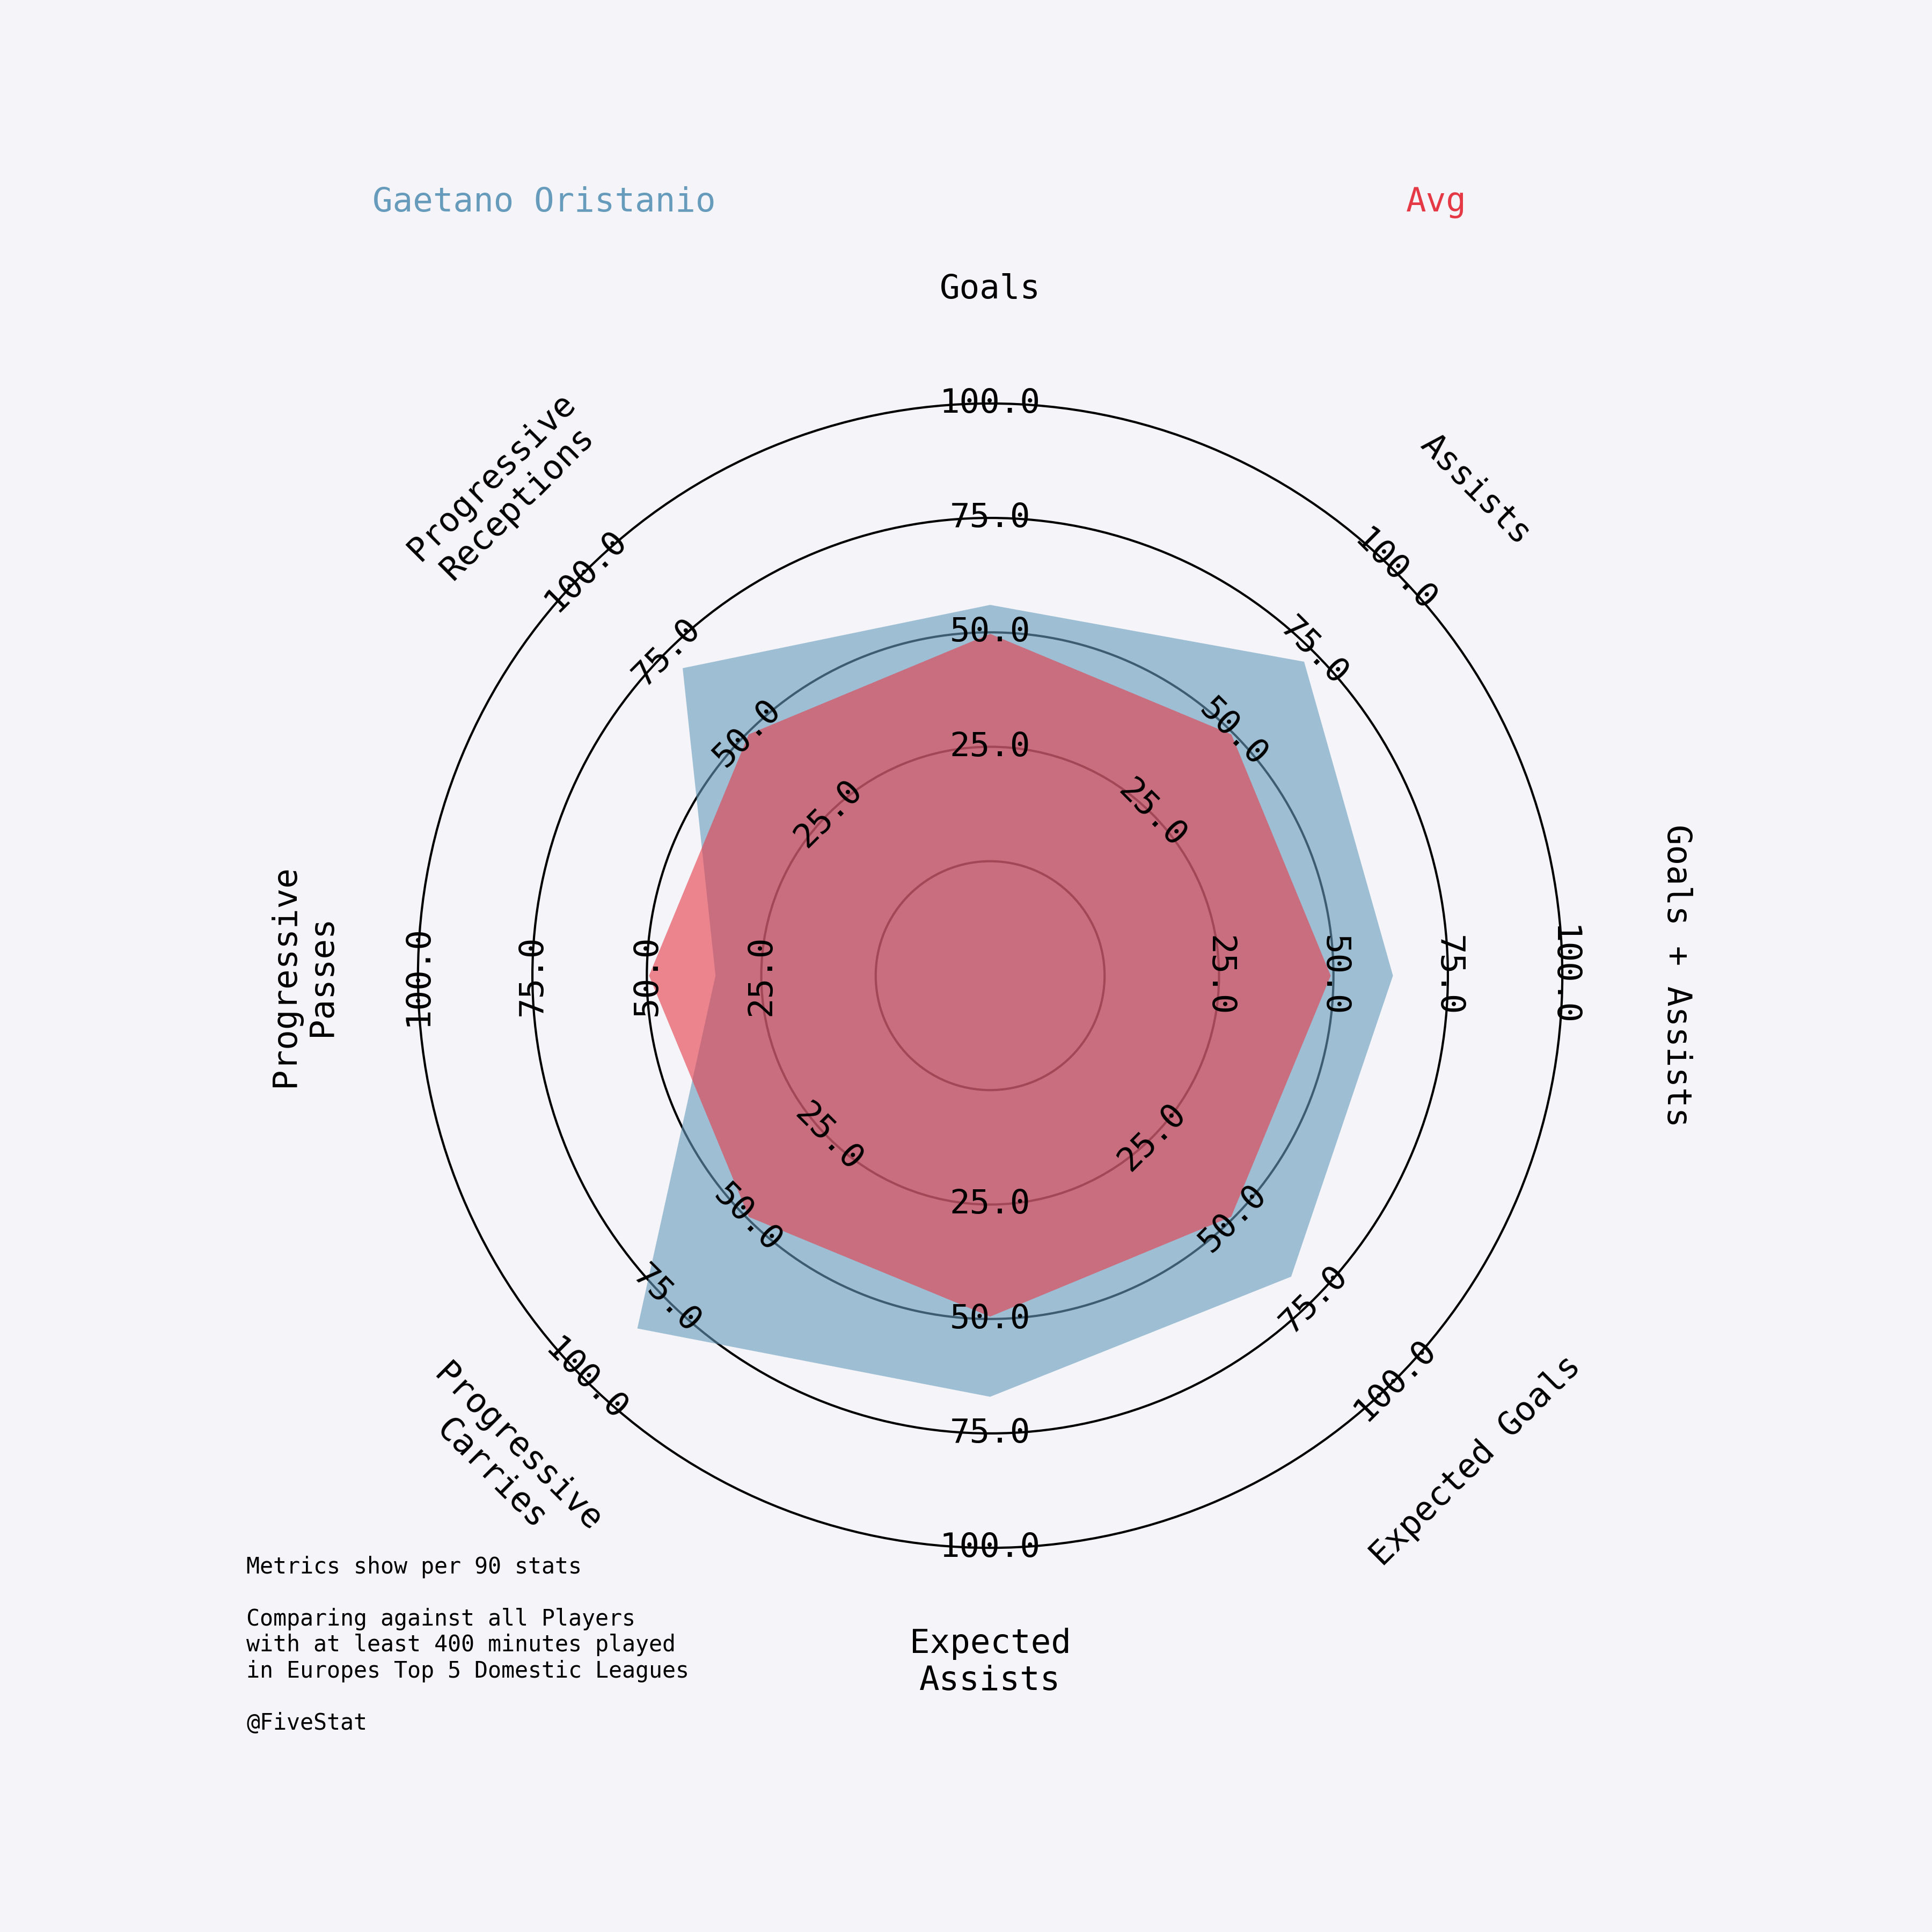 Gaetano Oristanio
Avg
Goals
Assists
Goals + Assists
Expected Goals
Expected
Assists
Progressive
Carries
Progressive
Passes
Progressive
Receptions
100.0
75.0
50.0
25.0
100.0
75.0
50.0
25.0
100.0
75.0
50.0
25.0
100.0
75.0
50.0
25.0
25.0
50.0
75.0
100.0
25.0
50.0
75.0
100.0
100.0
75.0
50.0
25.0
100.0
75.0
50.0
25.0
Metrics show per 90 stats
Comparing against all Players
with at least 400 minutes played
in Europes Top 5 Domestic Leagues
@FiveStat